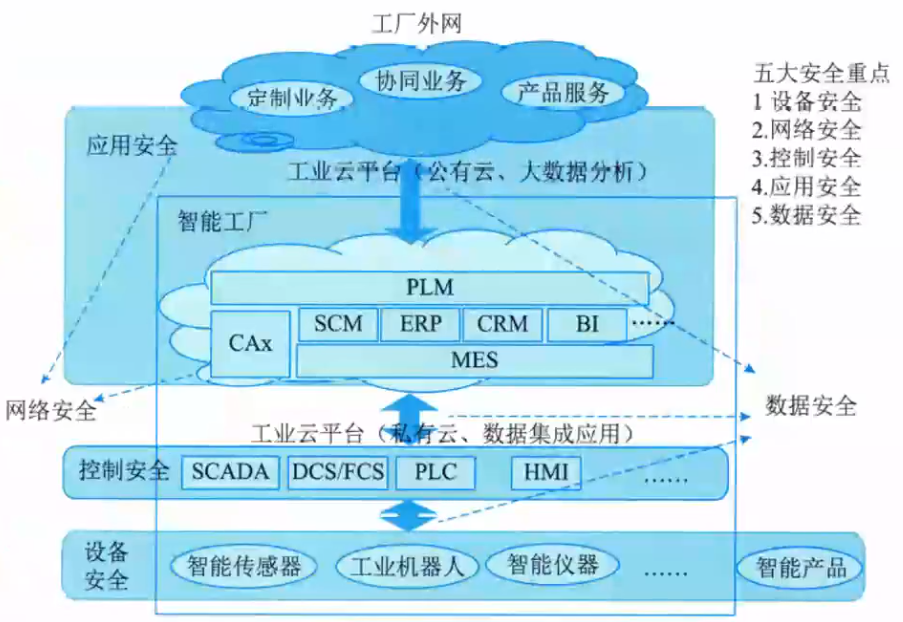 工厂外网
定制业务
协同业务
产品服务
五大安全重点
1 设备安全
2.网络安全
3.控制安全
4.应用安全
5.数据安全
应用安全
工业云平台（公有云、大数据分析）
智能工厂
PLM
CAx
SCM
ERP
CRM
BI
……
MES
网络安全
数据安全
工业云平台（私有云、数据集成应用）
控制安全
SCADA
DCS/FCS
PLC
HMI
……
设备
安全
智能传感器
工业机器人
智能仪器
……
智能产品